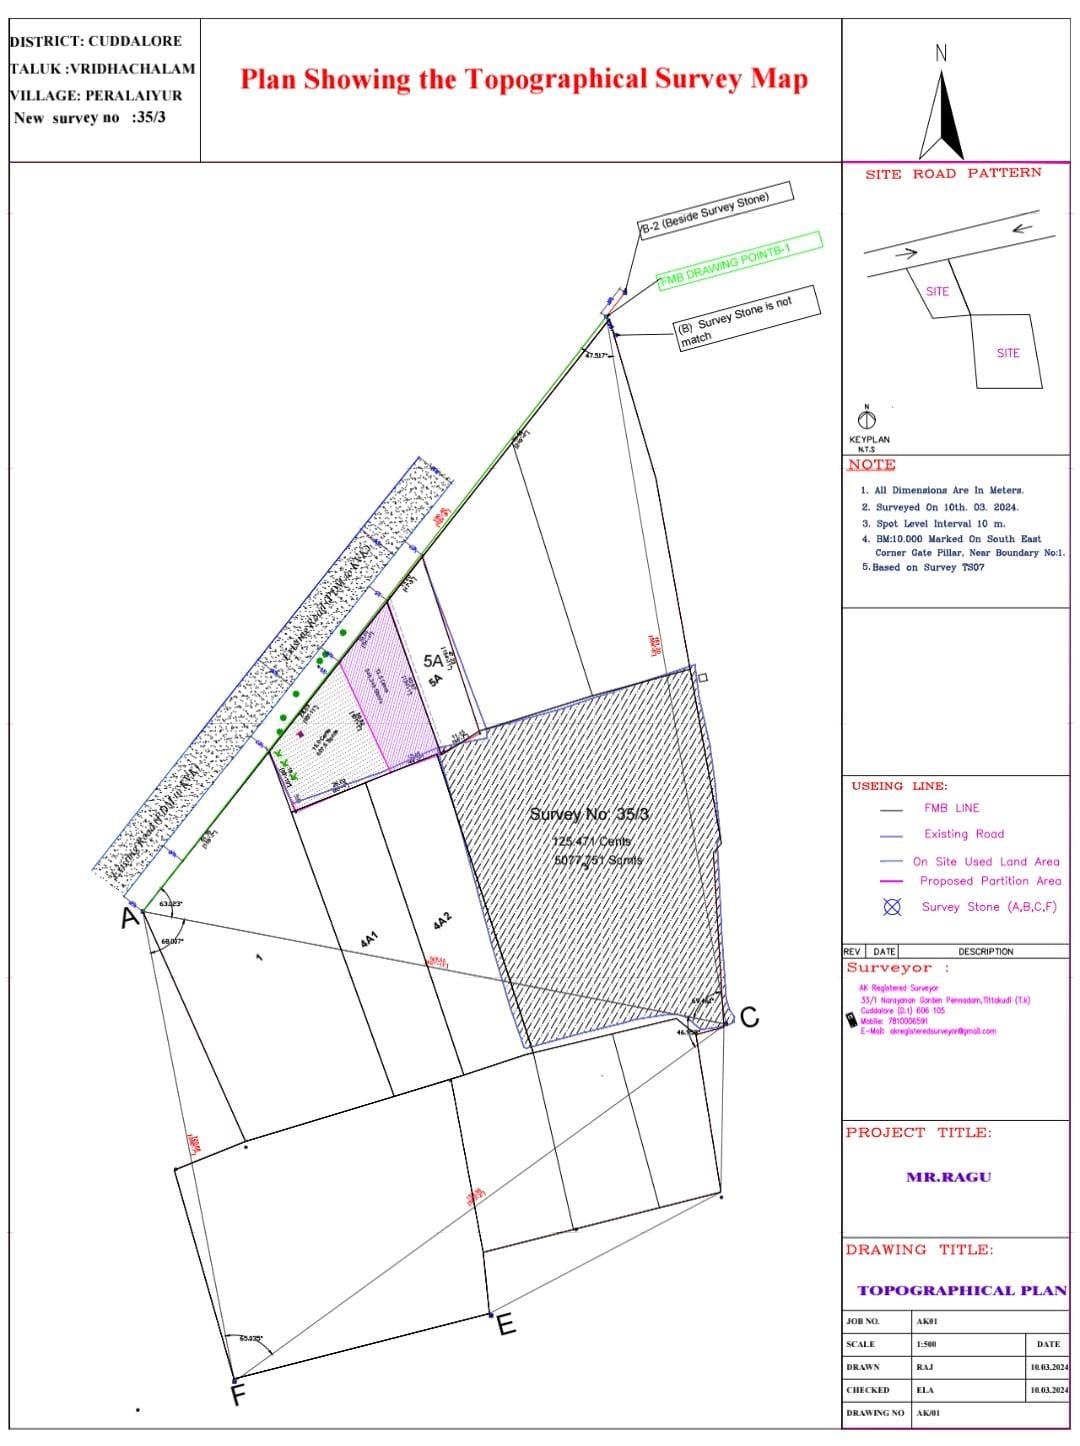 DISTRICT: CUDDALORE
TALUK :VRIDHACHALAM
VILLAGE: PERALAIYUR
New survey no :35/3
Plan Showing the Topographical Survey Map
N
SITE ROAD PATTERN
SITE
SITE
N
KEYPLAN
N.T.S
NOTE
1. All Dimensions Are In Meters.
2. Surveyed On 10th. 03. 2024.
3. Spot Level Interval 10 m.
4. BM:10.000 Marked On South East
Corner Gate Pillar, Near Boundary No:1.
5.Based on Survey TS07
USEING LINE:
FMB LINE
Existing Road
On Site Used Land Area
Proposed Partition Area
Survey Stone (A,B,C,F)
REV DATE DESCRIPTION
Surveyor :
AK Registered Surveyor
33/1 Narayanan Garden Pennadam,Tittakudi (T.k)
Cuddalore (D.t) 606 105
Mobile: 7810006591
E-Mail: akregisteredsurveyor@gmail.com
PROJECT TITLE:
MR.RAGU
DRAWING TITLE:
TOPOGRAPHICAL PLAN
JOB NO. AK01
SCALE 1:500 DATE
DRAWN RAJ 10.03.2024
CHECKED ELA 10.03.2024
DRAWING NO AK/01
B-2 (Beside Survey Stone)
FMB DRAWING POINTB-1
(B) Survey Stone is not
match
47.517°
5A
5A
Survey No: 35/3
125.471 Cents
5077.751 Sqmts
3
A
63.023°
68.007°
1
4A1
4A2
C
E
65.035°
F